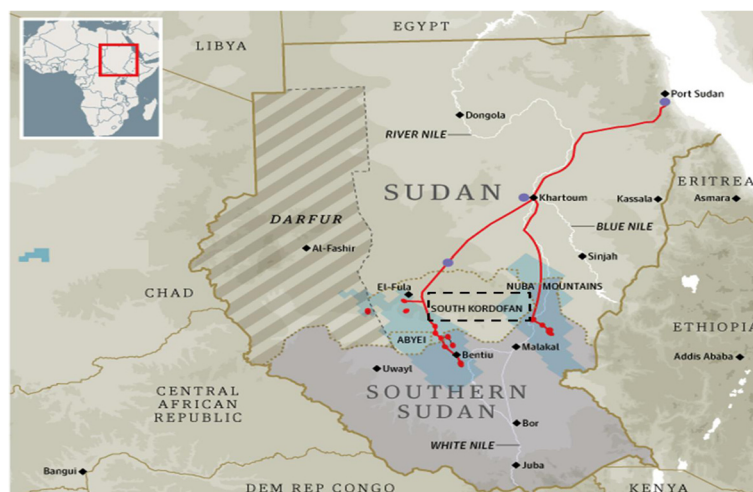 EGYPT
LIBYA
Port Sudan
Dongola
RIVER NILE
SUDAN
ERITREA
Khartoum
Kassala
Asmara
DARFUR
BLUE NILE
Al-Fashir
Sinjah
CHAD
El-Fula
NUBA MOUNTAINS
SOUTH KORDOFAN
ETHIOPIA
ABYEI
Malakal
Bentiu
Addis Ababa
Uwayl
SOUTHERN
SUDAN
CENTRAL
AFRICAN
REPUBLIC
Bor
WHITE NILE
Juba
Bangui
DEM REP CONGO
KENYA